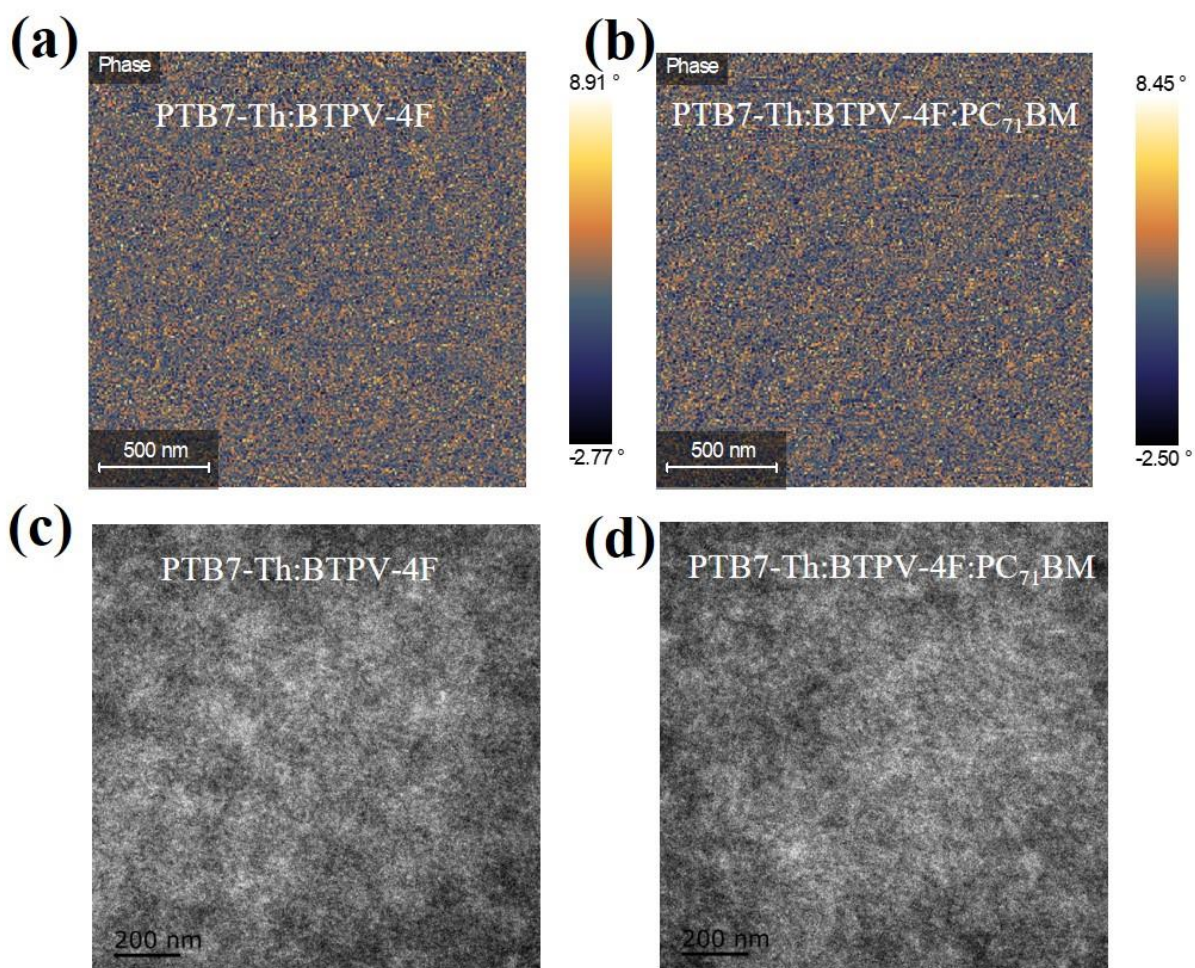 (a)
Phase
PTB7-Th:BTPV-4F
8.91 °
-2.77 °
500 nm
(b)
Phase
PTB7-Th:BTPV-4F:PC₇₁BM
8.45 °
-2.50 °
500 nm
(c)
PTB7-Th:BTPV-4F
200 nm
(d)
PTB7-Th:BTPV-4F:PC₇₁BM
200 nm